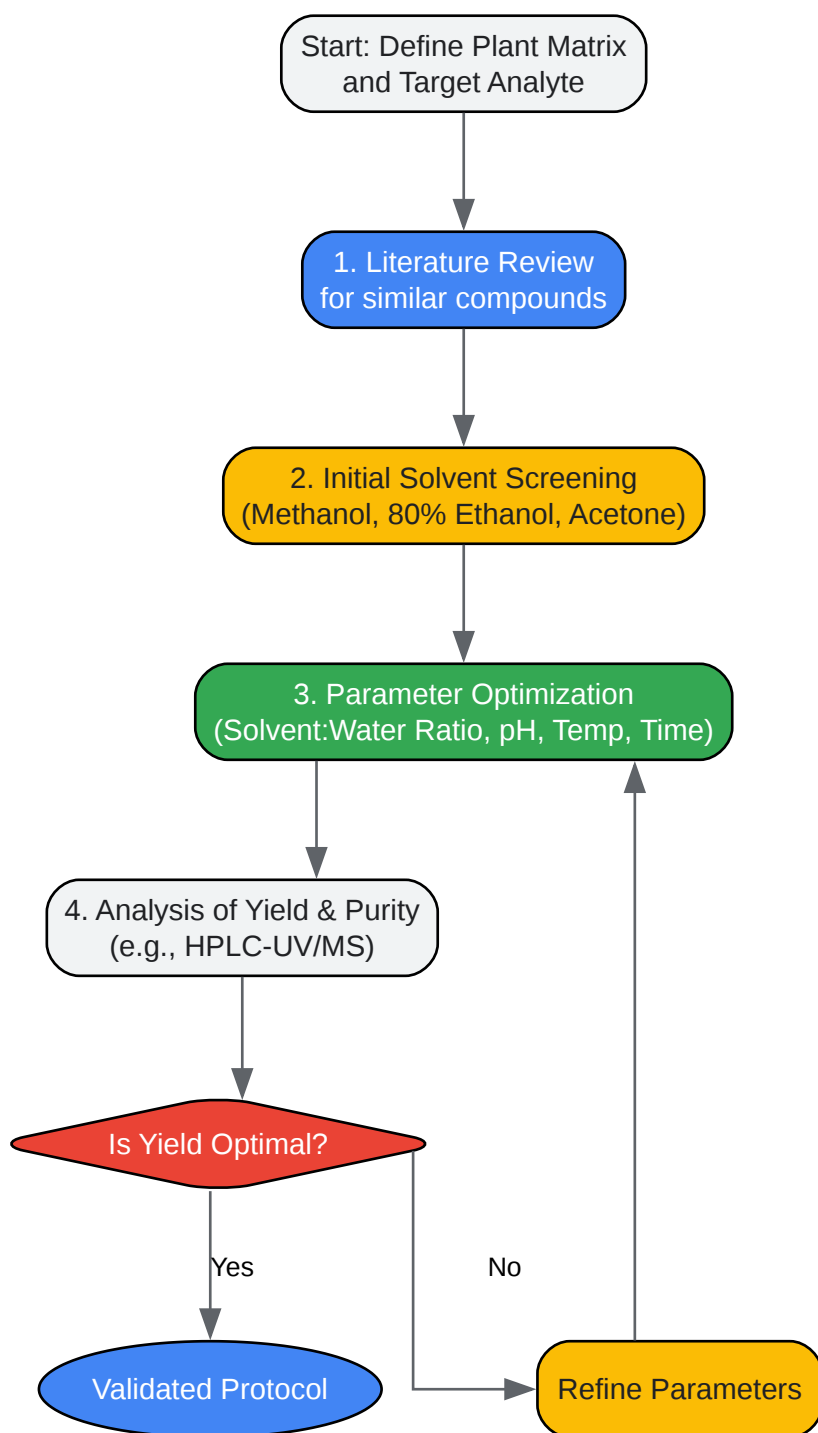 Start: Define Plant Matrix
and Target Analyte
1. Literature Review
for similar compounds
2. Initial Solvent Screening
(Methanol, 80% Ethanol, Acetone)
3. Parameter Optimization
(Solvent:Water Ratio, pH, Temp, Time)
4. Analysis of Yield & Purity
(e.g., HPLC-UV/MS)
Is Yield Optimal?
Yes
No
Validated Protocol
Refine Parameters